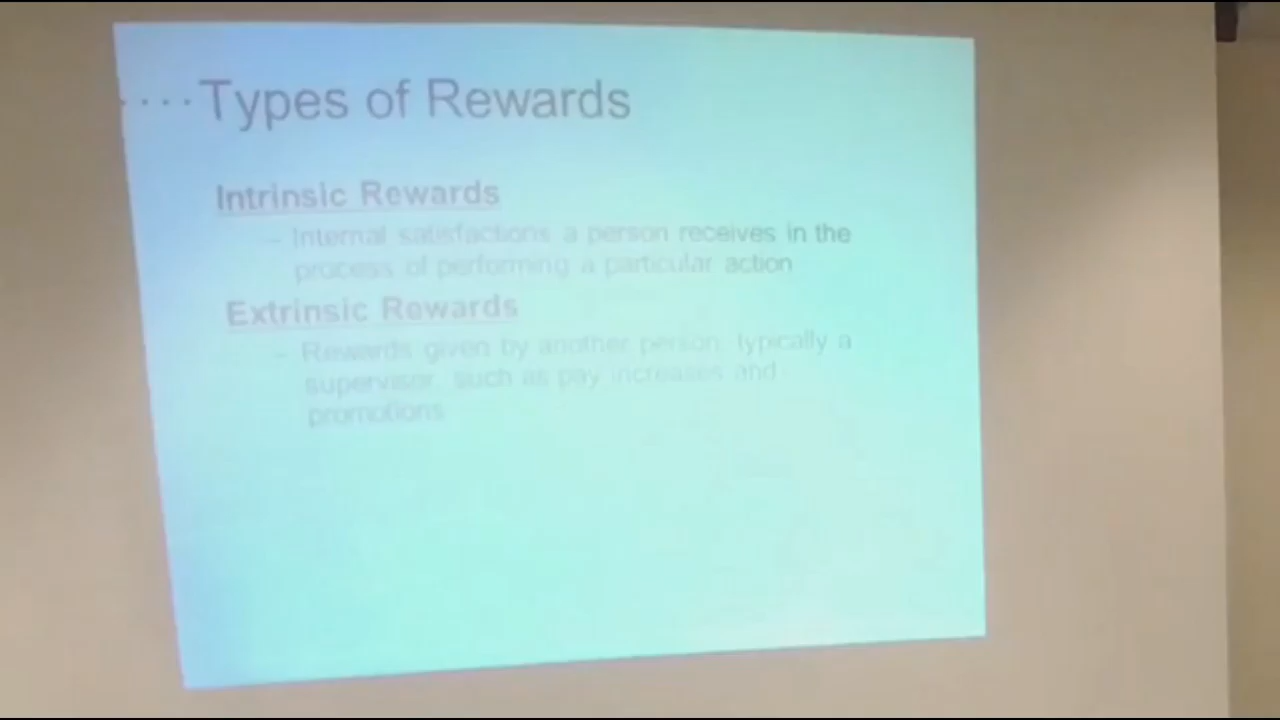 Types of Rewards
Intrinsic Rewards
– Internal satisfactions a person receives in the
process of performing a particular action
Extrinsic Rewards
– Rewards given by another person, typically a
supervisor, such as pay increases and
promotions